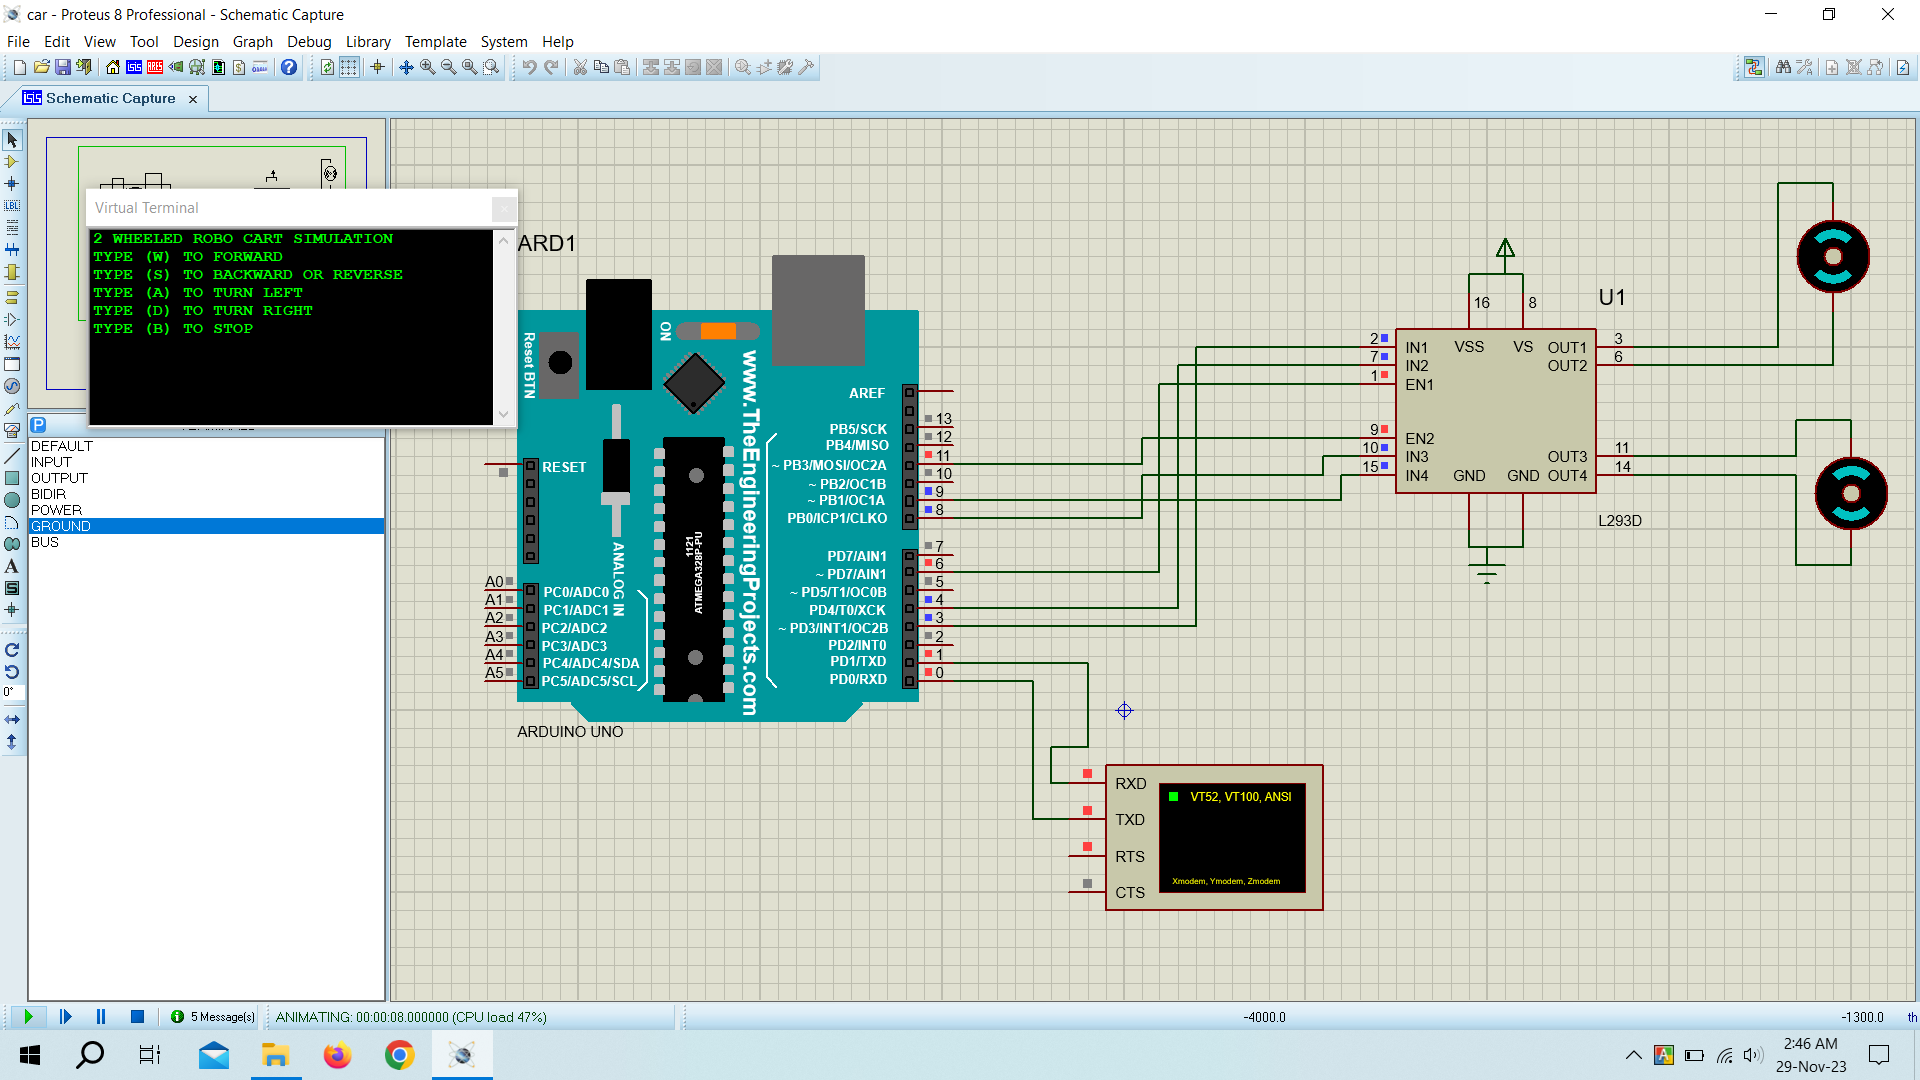 car - Proteus 8 Professional - Schematic Capture
File Edit View Tool Design Graph Debug Library Template System Help
Schematic Capture
Virtual Terminal
2 WHEELED ROBO CART SIMULATION
TYPE (W) TO FORWARD
TYPE (S) TO BACKWARD OR REVERSE
TYPE (A) TO TURN LEFT
TYPE (D) TO TURN RIGHT
TYPE (B) TO STOP
P
DEFAULT
INPUT
OUTPUT
BIDIR
POWER
GROUND
BUS
LBL
A
S
0°
ARD1
Reset BTN
ON
www.TheEngineeringProjects.com
RESET
ANALOG IN
1121
ATMEGA328P-PU
A0 PC0/ADC0
A1 PC1/ADC1
A2 PC2/ADC2
A3 PC3/ADC3
A4 PC4/ADC4/SDA
A5 PC5/ADC5/SCL
AREF
PB5/SCK 13
PB4/MISO 12
~ PB3/MOSI/OC2A 11
~ PB2/OC1B 10
~ PB1/OC1A 9
PB0/ICP1/CLKO 8
PD7/AIN1 7
~ PD7/AIN1 6
~ PD5/T1/OC0B 5
PD4/T0/XCK 4
~ PD3/INT1/OC2B 3
PD2/INT0 2
PD1/TXD 1
PD0/RXD 0
ARDUINO UNO
U1
16 8
2 IN1 VSS VS OUT1 3
7 IN2 OUT2 6
1 EN1
9 EN2
10 IN3 OUT3 11
15 IN4 GND GND OUT4 14
L293D
RXD
TXD
RTS
CTS
VT52, VT100, ANSI
Xmodem, Ymodem, Zmodem
5 Message(s) ANIMATING: 00:00:08.000000 (CPU load 47%) -4000.0 -1300.0 th
2:46 AM
29-Nov-23